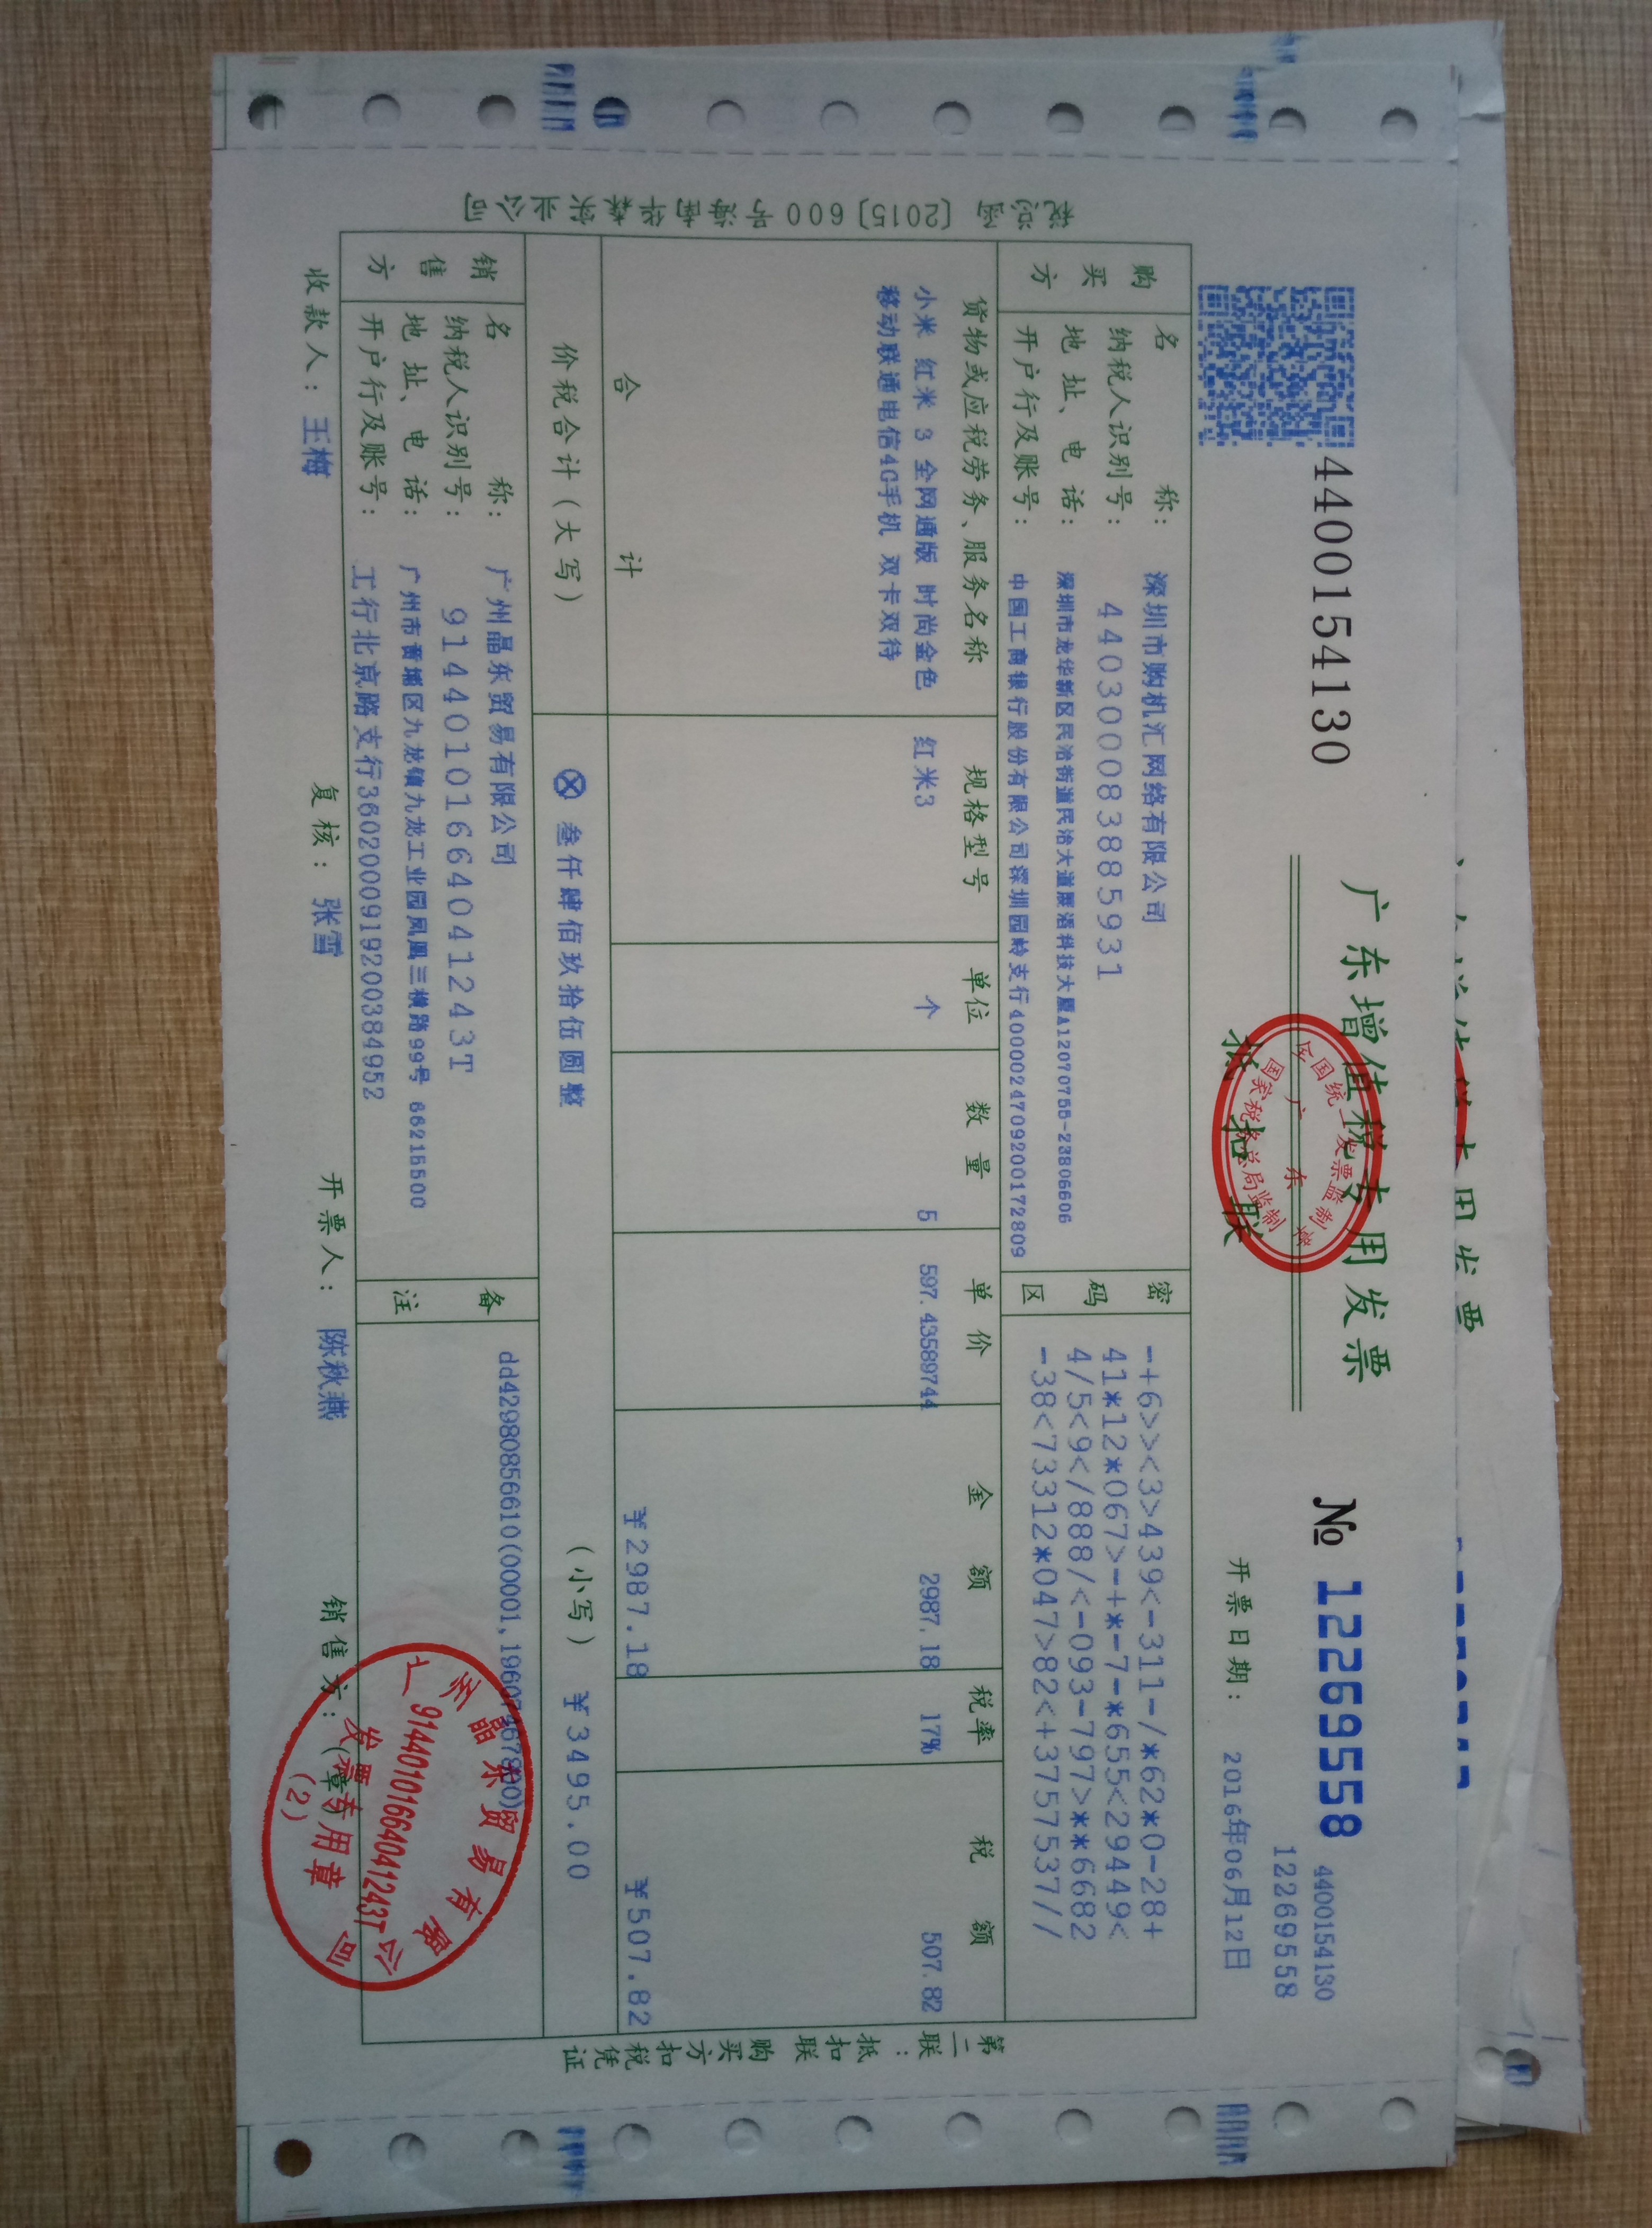 广东增值税专用发票
4400154130
广东增值税专用发票
全国统一发票监制章
广 东
国家税务总局监制
抵 扣 联
№ 12269558
4400154130
12269558
开票日期： 2016年06月12日
购买方
名 称： 深圳市购机汇网络有限公司
纳税人识别号： 440300083885931
地 址、电 话： 深圳市龙华新区民治街道民治大道展滔科技大厦A12070755-23806606
开户行及账号： 中国工商银行股份有限公司深圳园岭支行4000024709200172809
密码区
-+6>><3>439<-311-/*62*0-28+
41*12*067>-+*-7-*655<29449<
4/5<9</888/<-093-797>**6682
-38<73312*047>82<+3757537//
货物或应税劳务、服务名称 规格型号 单位 数 量 单 价 金 额 税率 税 额
小米 红米 3 全网通版 时尚金色 红米3 个 5 597.43589744 2987.18 17% 507.82
移动联通电信4G手机 双卡双待
合 计 ￥2987.18 ￥507.82
价税合计（大写） ⊗ 叁仟肆佰玖拾伍圆整 （小写） ￥3495.00
销售方
名 称： 广州晶东贸易有限公司
纳税人识别号： 91440101664041243T
地 址、电 话： 广州市黄埔区九龙镇九龙工业园凤凰三横路99号 66215500
开户行及账号： 工行北京路支行3602000919200384952
备注
dd42980856610(00001,19607467800)
广州晶东贸易有限公司
91440101664041243T
发票专用章
(2)
收款人： 王梅 复核： 张雪 开票人： 陈秋燕 销售方：（章）
税总函〔2015〕600号海南华森实业公司
第二联：抵扣联 购买方扣税凭证